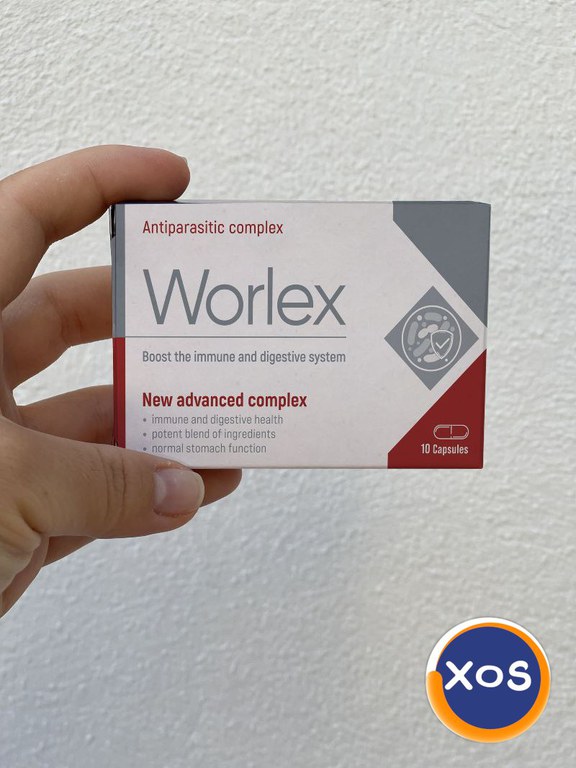 Antiparasitic complex
Worlex
Boost the immune and digestive system
New advanced complex
• immune and digestive health
• potent blend of ingredients
• normal stomach function
10 Capsules
XOS